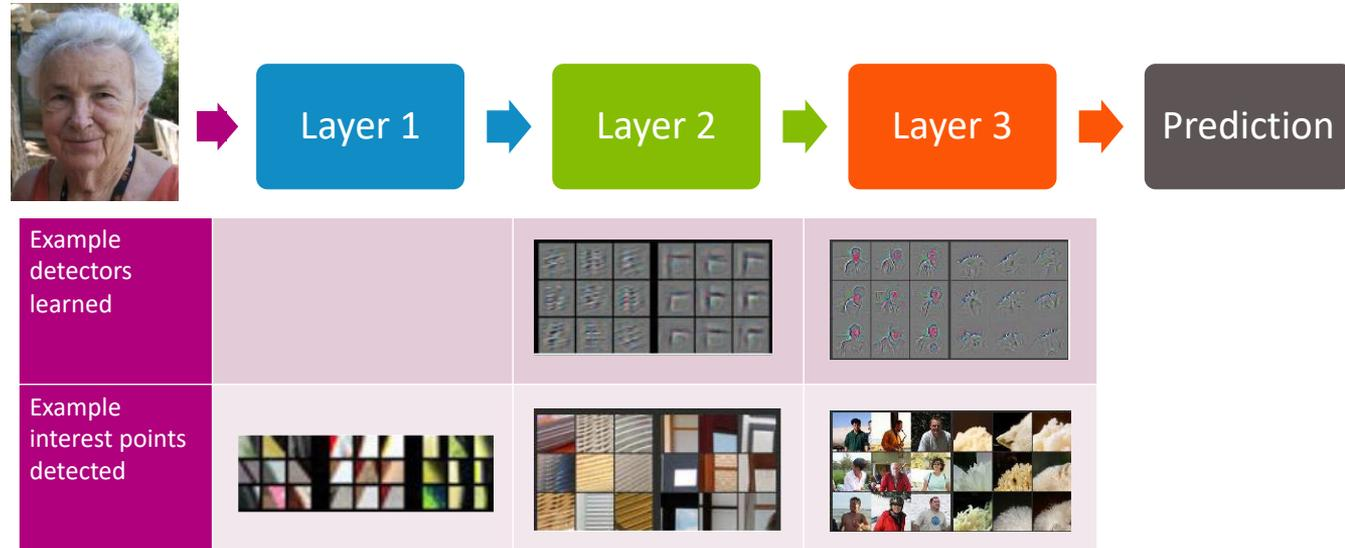 Layer 1
Layer 2
Layer 3
Prediction
Example
detectors
learned
Example
interest points
detected